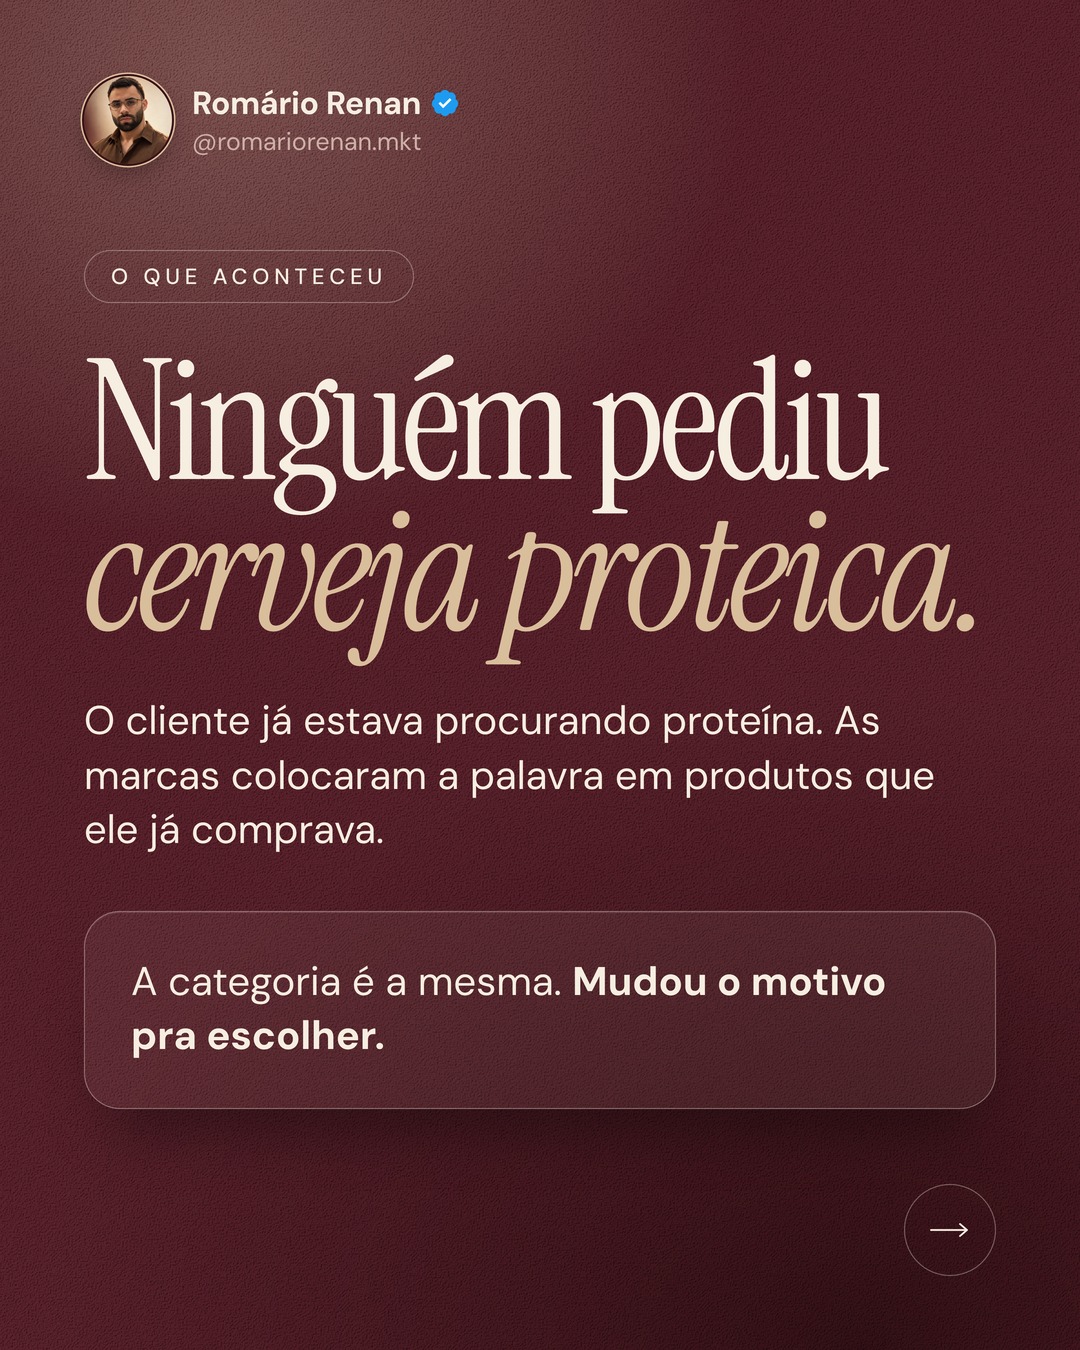 Romário Renan
@romariorenan.mkt
O QUE ACONTECEU
Ninguém pediu
cerveja proteica.
O cliente já estava procurando proteína. As
marcas colocaram a palavra em produtos que
ele já comprava.
A categoria é a mesma. Mudou o motivo
pra escolher.